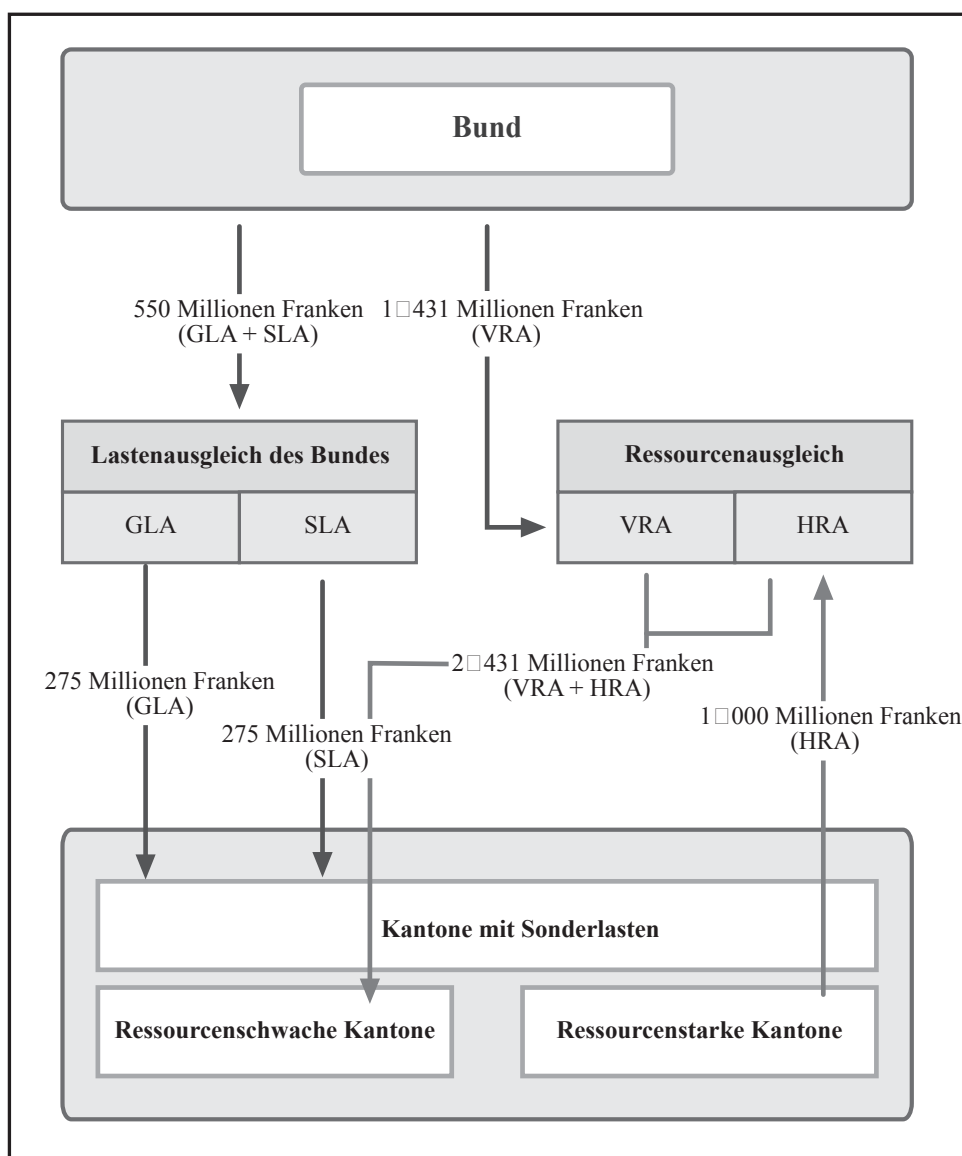 Bund
550 Millionen Franken
(GLA + SLA)
1□431 Millionen Franken
(VRA)
Lastenausgleich des Bundes
GLA
SLA
Ressourcenausgleich
VRA
HRA
275 Millionen Franken
(GLA)
275 Millionen Franken
(SLA)
2□431 Millionen Franken
(VRA + HRA)
1□000 Millionen Franken
(HRA)
Kantone mit Sonderlasten
Ressourcenschwache Kantone
Ressourcenstarke Kantone